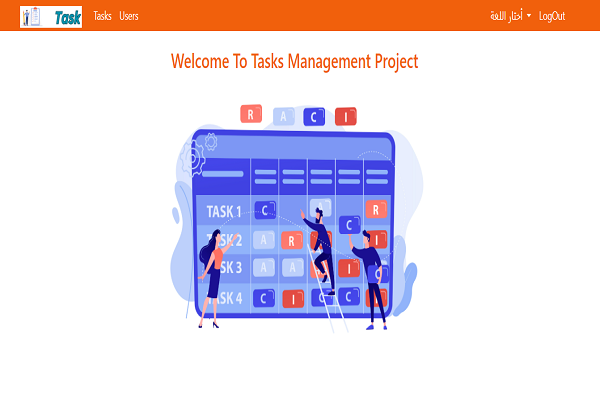 Task Tasks Users أختار اللغة LogOut
Welcome To Tasks Management Project
R A C I
TASK 1 C A R
TASK 2 A R I
TASK 3 A A I C
TASK 4 C I C C